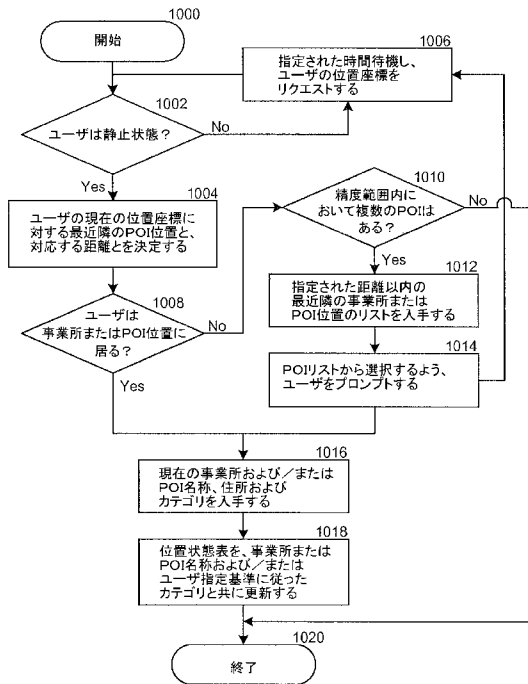 1000
開始
1006
指定された時間待機し、
ユーザの位置座標を
リクエストする
1002
ユーザは静止状態？
No
Yes
1004
ユーザの現在の位置座標に
対する最近隣のPOI位置と、
対応する距離とを決定する
1010
精度範囲内に
おいて複数のPOIは
ある？
No
Yes
1008
ユーザは
事業所またはPOI位置に
居る？
No
Yes
1012
指定された距離以内の
最近隣の事業所または
POI位置のリストを入手する
1014
POIリストから選択するよう、
ユーザをプロンプトする
1016
現在の事業所および／または
POI名称、住所および
カテゴリを入手する
1018
位置状態表を、事業所または
POI名称および／または
ユーザ指定基準に従った
カテゴリと共に更新する
1020
終了